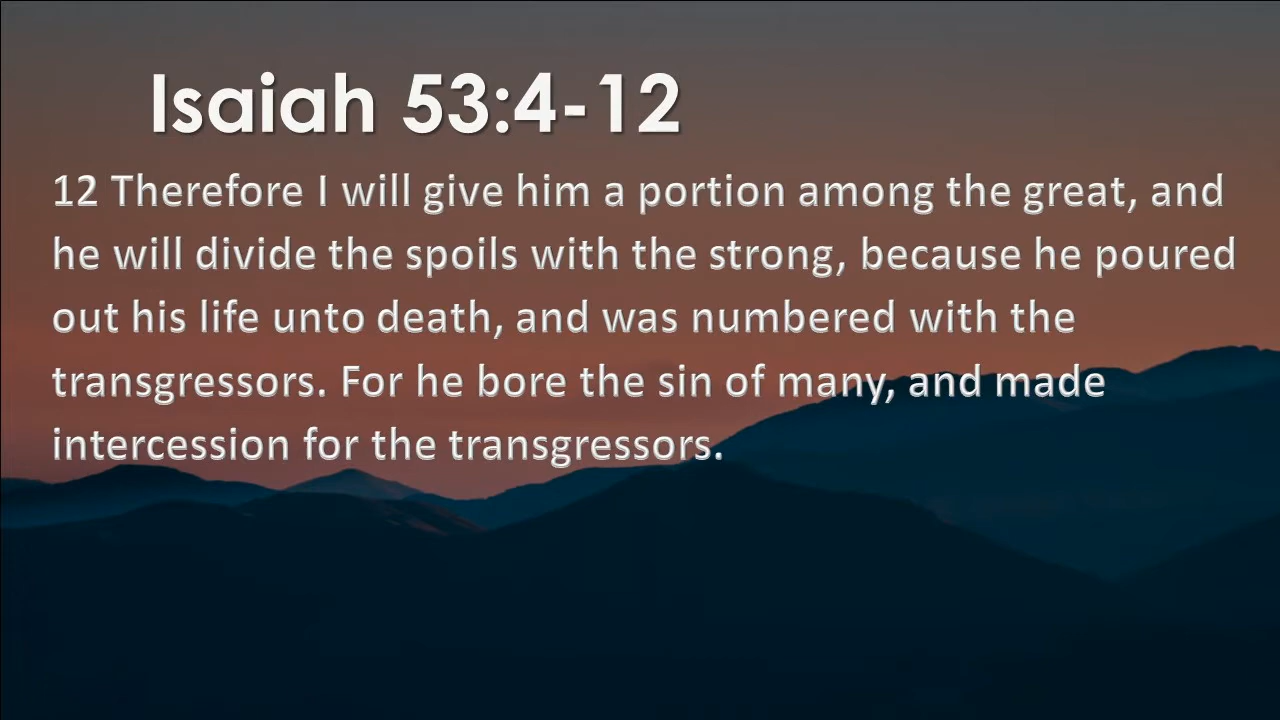 Isaiah 53:4-12
12 Therefore I will give him a portion among the great, and
he will divide the spoils with the strong, because he poured
out his life unto death, and was numbered with the
transgressors. For he bore the sin of many, and made
intercession for the transgressors.